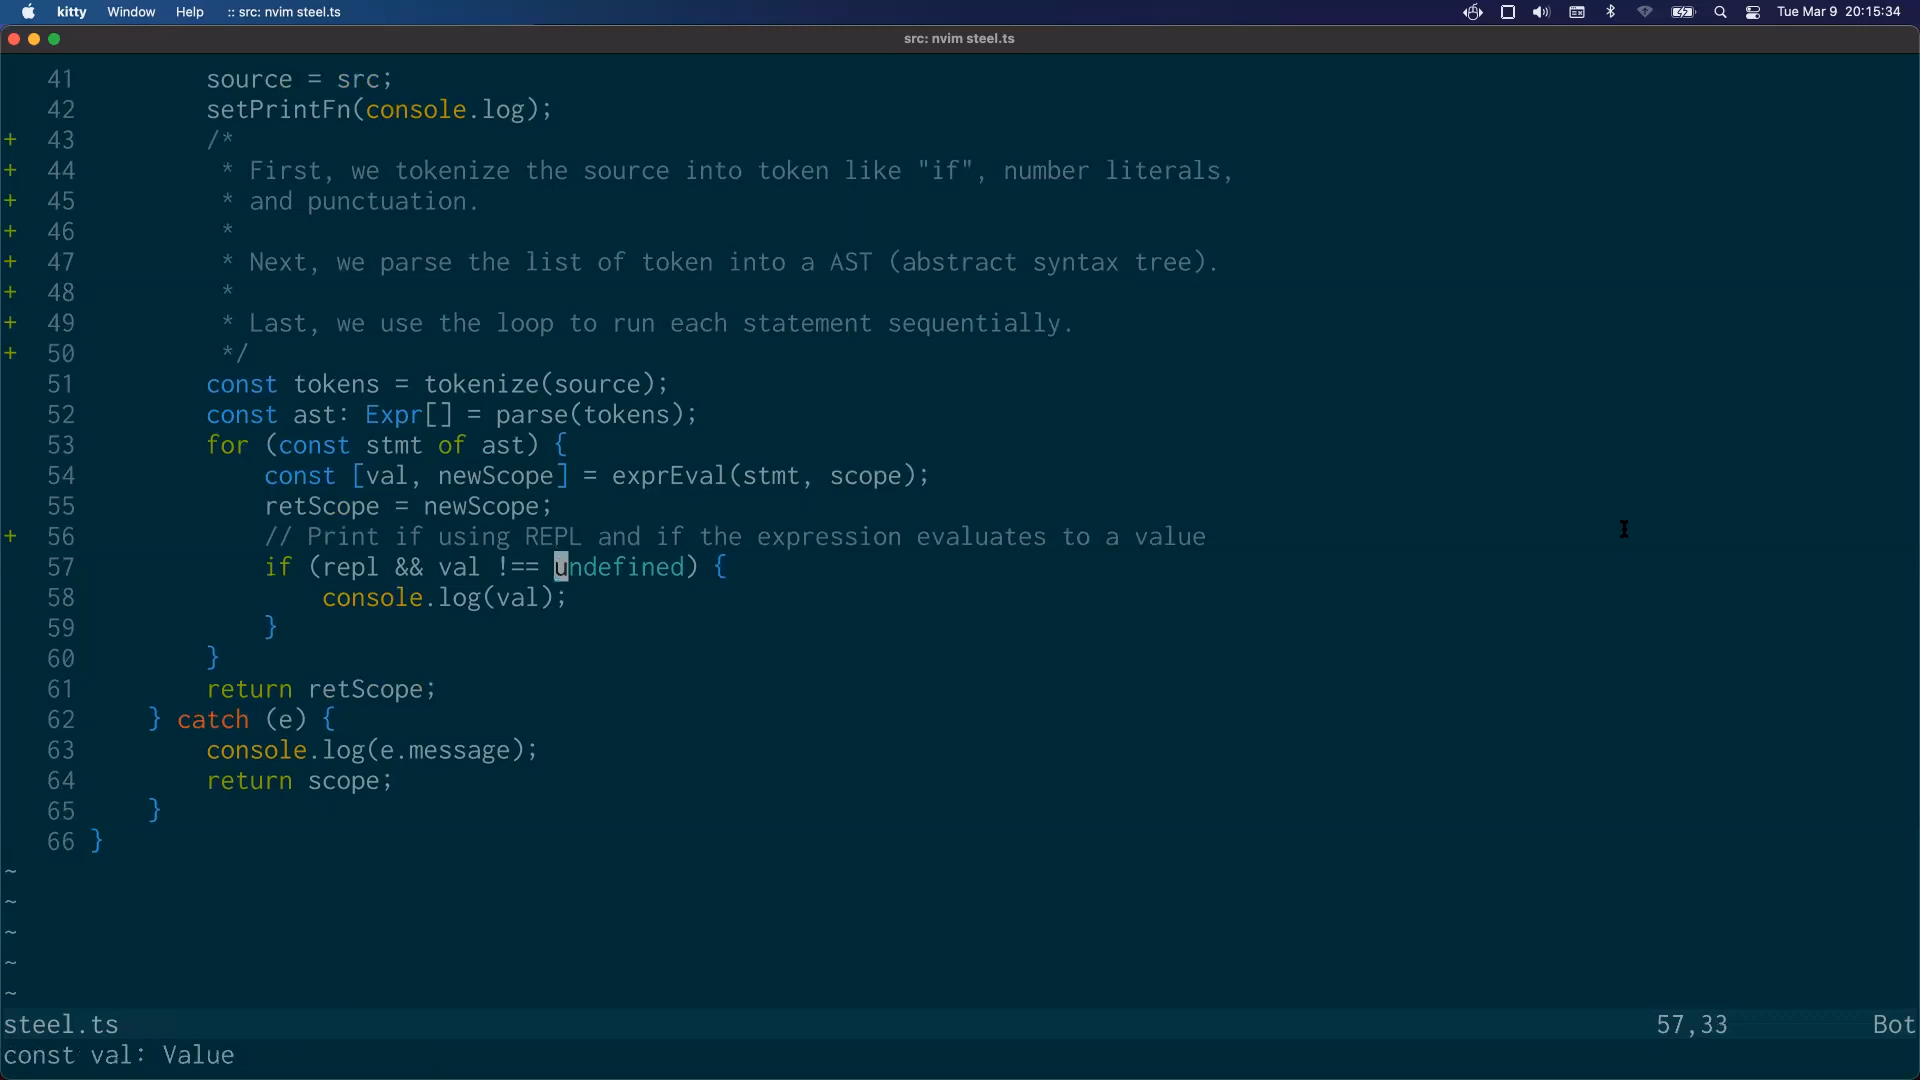 kitty Window Help :: src: nvim steel.ts Tue Mar 9 20:15:34
src: nvim steel.ts
41 source = src;
42 setPrintFn(console.log);
+ 43 /*
+ 44 * First, we tokenize the source into token like "if", number literals,
+ 45 * and punctuation.
+ 46 *
+ 47 * Next, we parse the list of token into a AST (abstract syntax tree).
+ 48 *
+ 49 * Last, we use the loop to run each statement sequentially.
+ 50 */
51 const tokens = tokenize(source);
52 const ast: Expr[] = parse(tokens);
53 for (const stmt of ast) {
54 const [val, newScope] = exprEval(stmt, scope);
55 retScope = newScope;
+ 56 // Print if using REPL and if the expression evaluates to a value
57 if (repl && val !== undefined) {
58 console.log(val);
59 }
60 }
61 return retScope;
62 } catch (e) {
63 console.log(e.message);
64 return scope;
65 }
66 }
~
~
~
~
~
steel.ts 57,33 Bot
const val: Value